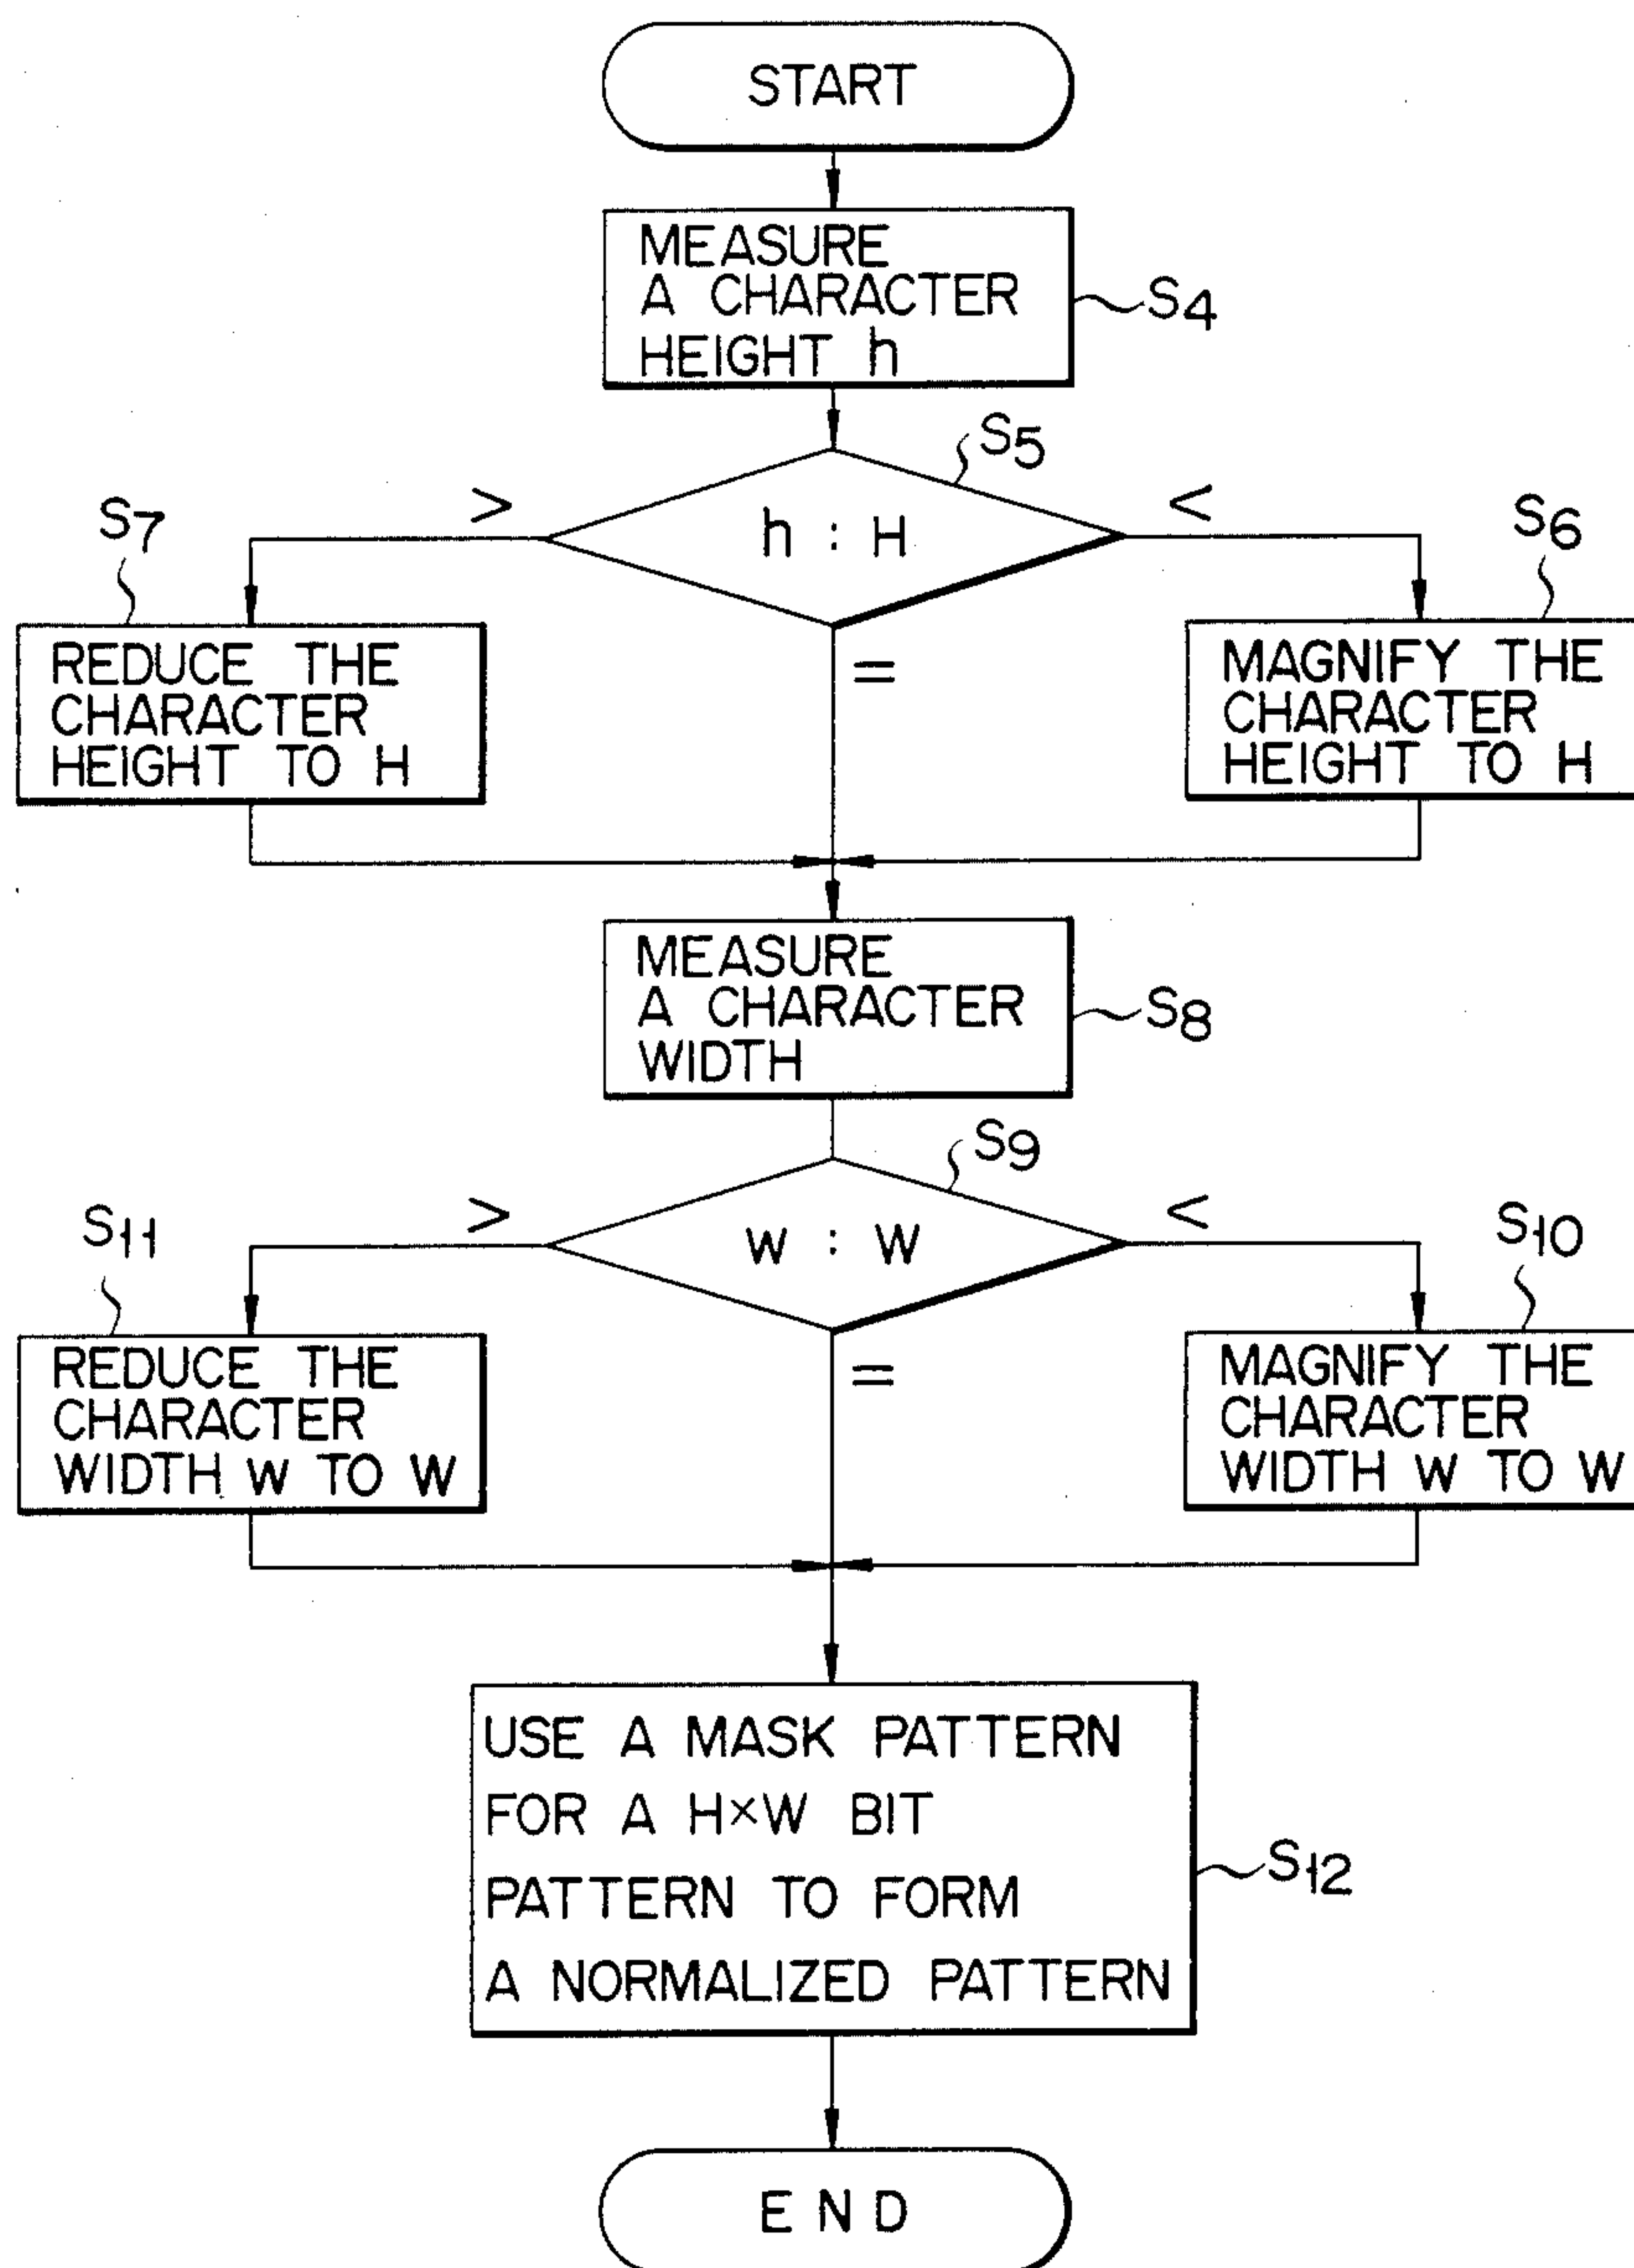 START
MEASURE
A CHARACTER
HEIGHT h
S4
S5
h : H
>
<
=
S7
REDUCE THE
CHARACTER
HEIGHT TO H
S6
MAGNIFY THE
CHARACTER
HEIGHT TO H
MEASURE
A CHARACTER
WIDTH
S8
S9
w : W
>
<
=
S11
REDUCE THE
CHARACTER
WIDTH w TO W
S10
MAGNIFY THE
CHARACTER
WIDTH w TO W
USE A MASK PATTERN
FOR A H×W BIT
PATTERN TO FORM
A NORMALIZED PATTERN
S12
END